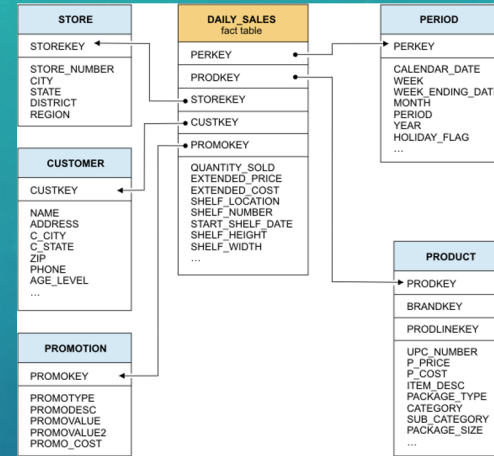 STORE
STOREKEY
STORE_NUMBER
CITY
STATE
DISTRICT
REGION
CUSTOMER
CUSTKEY
NAME
ADDRESS
C_CITY
C_STATE
ZIP
PHONE
AGE_LEVEL
...
PROMOTION
PROMOKEY
PROMOTYPE
PROMODESC
PROMOVALUE
PROMOVALUE2
PROMO_COST
DAILY_SALES
fact table
PERKEY
PRODKEY
STOREKEY
CUSTKEY
PROMOKEY
QUANTITY_SOLD
EXTENDED_PRICE
EXTENDED_COST
SHELF_LOCATION
SHELF_NUMBER
START_SHELF_DATE
SHELF_HEIGHT
SHELF_WIDTH
...
PERIOD
PERKEY
CALENDAR_DATE
WEEK
WEEK_ENDING_DAT
MONTH
PERIOD
YEAR
HOLIDAY_FLAG
...
PRODUCT
PRODKEY
BRANDKEY
PRODLINEKEY
UPC_NUMBER
P_PRICE
P_COST
ITEM_DESC
PACKAGE_TYPE
CATEGORY
SUB_CATEGORY
PACKAGE_SIZE
...